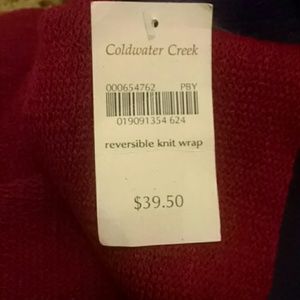 Coldwater Creek
000654762 PBY
019091354 624
reversible knit wrap
$39.50